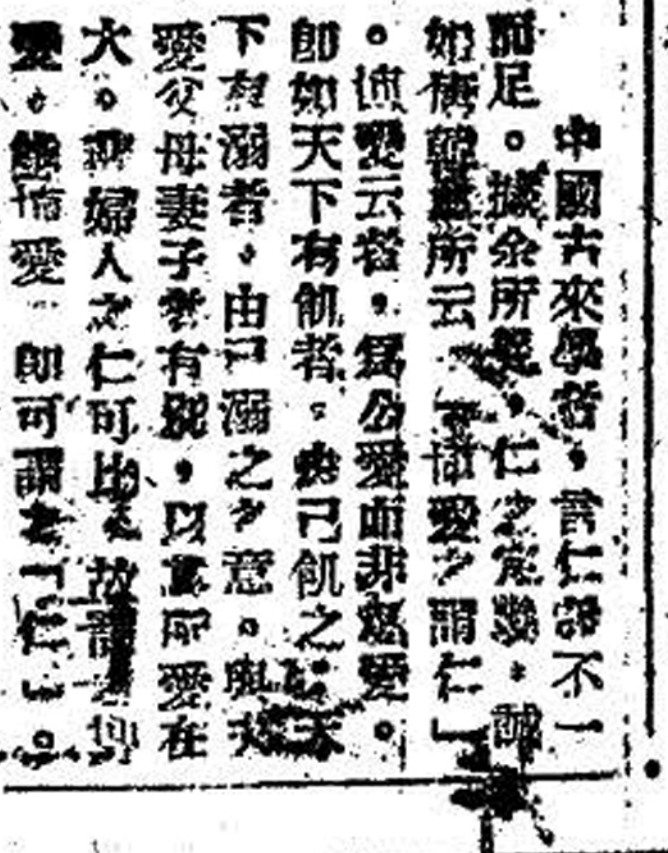 中國古來學者，言仁者不一
而足。據余所見，仁之定義，誠
如唐韓愈所云「博愛之謂仁」
。博愛云者，爲公愛而非私愛。
即如天下有飢者，由己飢之；天
下有溺者，由己溺之之意。與夫
愛父母妻子者有別，以其所愛在
大。非婦人之仁可比，故謂之博
愛。能博愛，即可謂之「仁」。